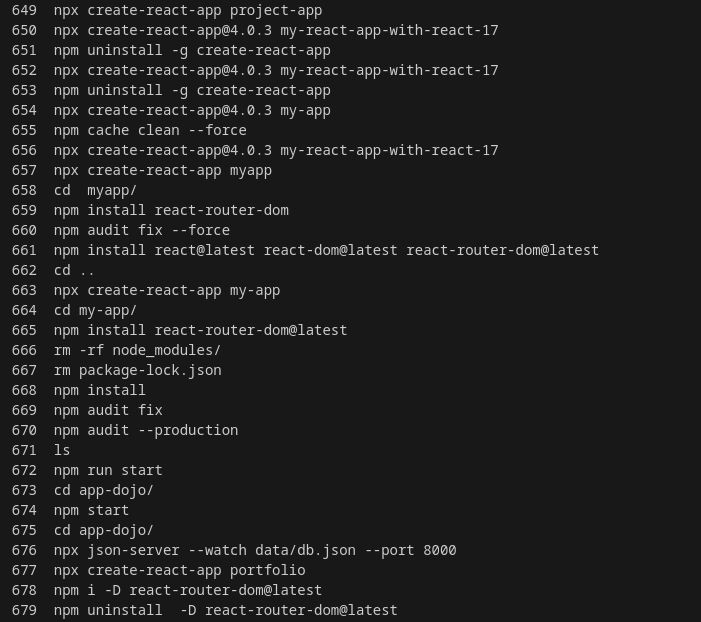 649  npx create-react-app project-app
650  npx create-react-app@4.0.3 my-react-app-with-react-17
651  npm uninstall -g create-react-app
652  npx create-react-app@4.0.3 my-react-app-with-react-17
653  npm uninstall -g create-react-app
654  npx create-react-app@4.0.3 my-app
655  npm cache clean --force
656  npx create-react-app@4.0.3 my-react-app-with-react-17
657  npx create-react-app myapp
658  cd  myapp/
659  npm install react-router-dom
660  npm audit fix --force
661  npm install react@latest react-dom@latest react-router-dom@latest
662  cd ..
663  npx create-react-app my-app
664  cd my-app/
665  npm install react-router-dom@latest
666  rm -rf node_modules/
667  rm package-lock.json
668  npm install
669  npm audit fix
670  npm audit --production
671  ls
672  npm run start
673  cd app-dojo/
674  npm start
675  cd app-dojo/
676  npx json-server --watch data/db.json --port 8000
677  npx create-react-app portfolio
678  npm i -D react-router-dom@latest
679  npm uninstall  -D react-router-dom@latest